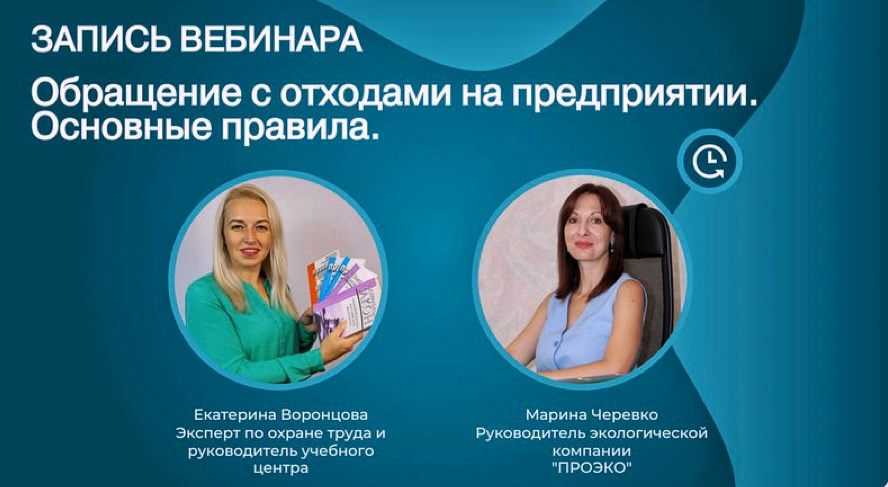 ЗАПИСЬ ВЕБИНАРА
Обращение с отходами на предприятии.
Основные правила.
Екатерина Воронцова
Эксперт по охране труда и
руководитель учебного
центра
Марина Черевко
Руководитель экологической
компании
"ПРОЭКО"